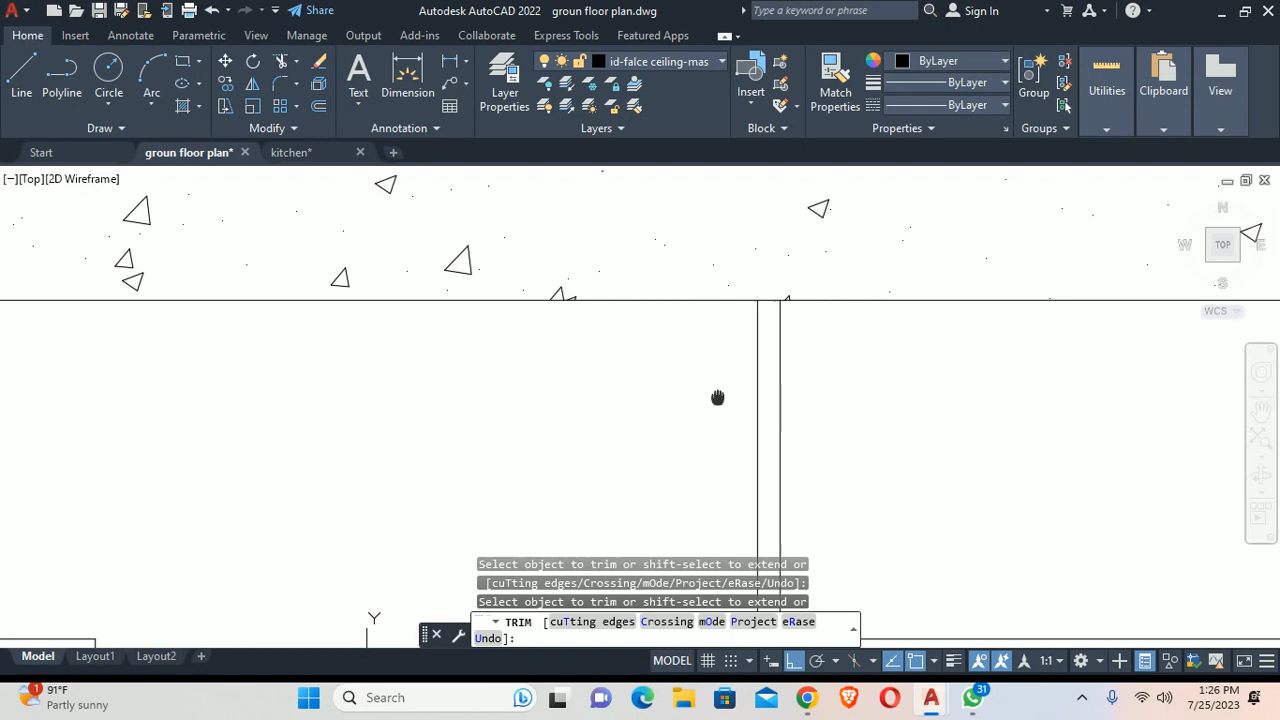 Share
Autodesk AutoCAD 2022 groun floor plan.dwg
Type a keyword or phrase
Sign In
Home Insert Annotate Parametric View Manage Output Add-ins Collaborate Express Tools Featured Apps
Line Polyline Circle Arc
Text Dimension
Layer Properties
id-falce ceiling-mas
Insert
Match Properties
ByLayer
ByLayer
ByLayer
Group
Utilities
Clipboard
View
Draw Modify Annotation Layers Block Properties Groups
Start groun floor plan* kitchen*
[−][Top][2D Wireframe]
N
W TOP E
S
WCS
Select object to trim or shift-select to extend or
[cuTting edges/Crossing/mOde/Project/eRase/Undo]:
Select object to trim or shift-select to extend or
TRIM [cuTting edges Crossing mOde Project eRase
Undo]:
Y
Model Layout1 Layout2
MODEL 1:1
1
91°F
Partly sunny
Search
31
1:26 PM
7/25/2023